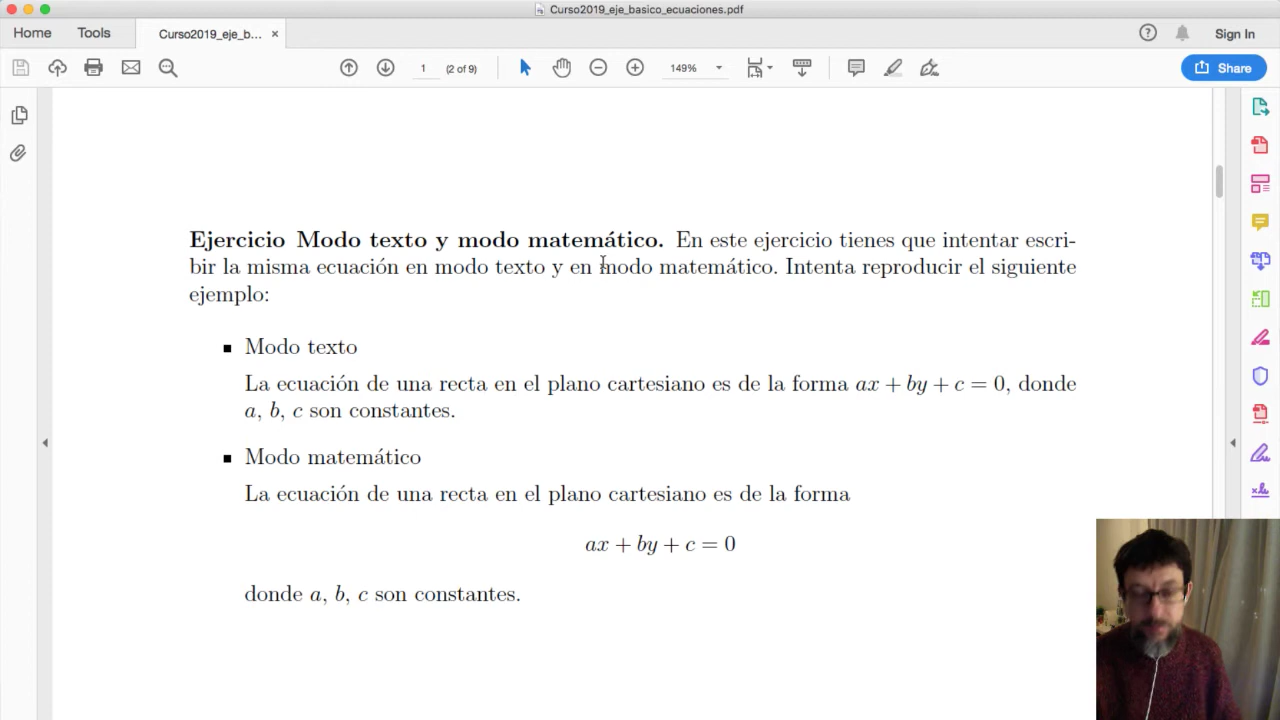 Curso2019_eje_basico_ecuaciones.pdf
Home Tools Curso2019_eje_b... × Sign In
1 (2 of 9) 149% Share
Ejercicio Modo texto y modo matemático. En este ejercicio tienes que intentar escri-
bir la misma ecuación en modo texto y en modo matemático. Intenta reproducir el siguiente
ejemplo:
▪ Modo texto
La ecuación de una recta en el plano cartesiano es de la forma ax + by + c = 0, donde
a, b, c son constantes.
▪ Modo matemático
La ecuación de una recta en el plano cartesiano es de la forma
ax + by + c = 0
donde a, b, c son constantes.